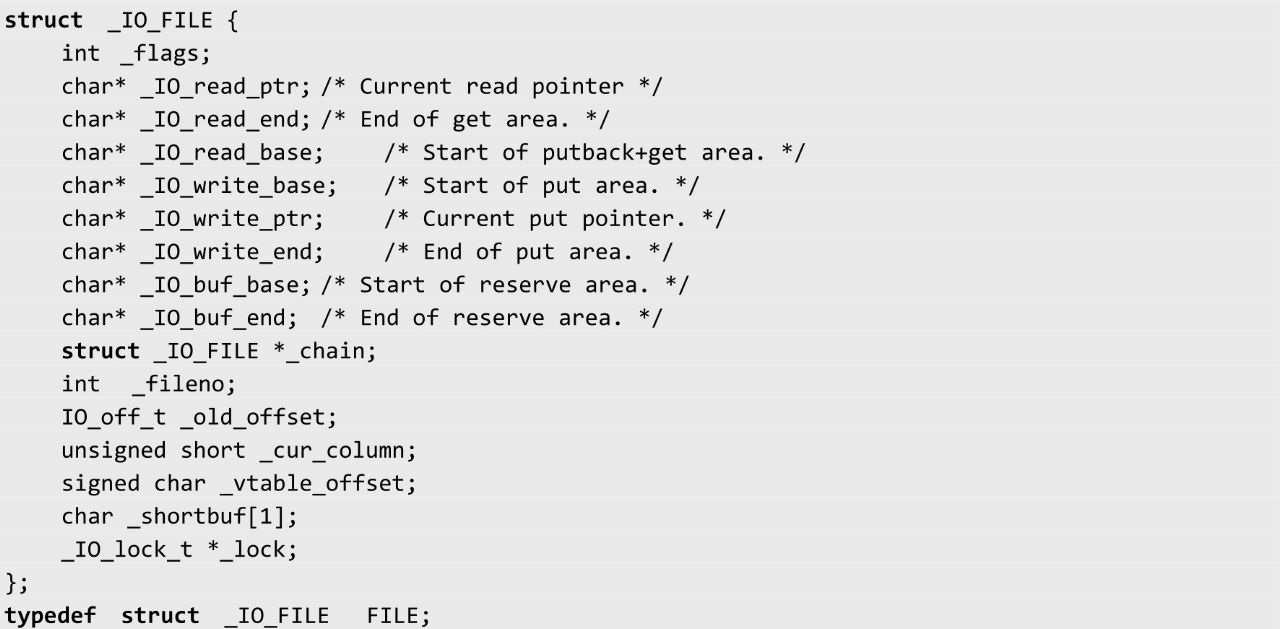 struct _IO_FILE {
int _flags;
char* _IO_read_ptr; /* Current read pointer */
char* _IO_read_end; /* End of get area. */
char* _IO_read_base; /* Start of putback+get area. */
char* _IO_write_base; /* Start of put area. */
char* _IO_write_ptr; /* Current put pointer. */
char* _IO_write_end; /* End of put area. */
char* _IO_buf_base; /* Start of reserve area. */
char* _IO_buf_end; /* End of reserve area. */
struct _IO_FILE *_chain;
int _fileno;
IO_off_t _old_offset;
unsigned short _cur_column;
signed char _vtable_offset;
char _shortbuf[1];
_IO_lock_t *_lock;
};
typedef struct _IO_FILE FILE;